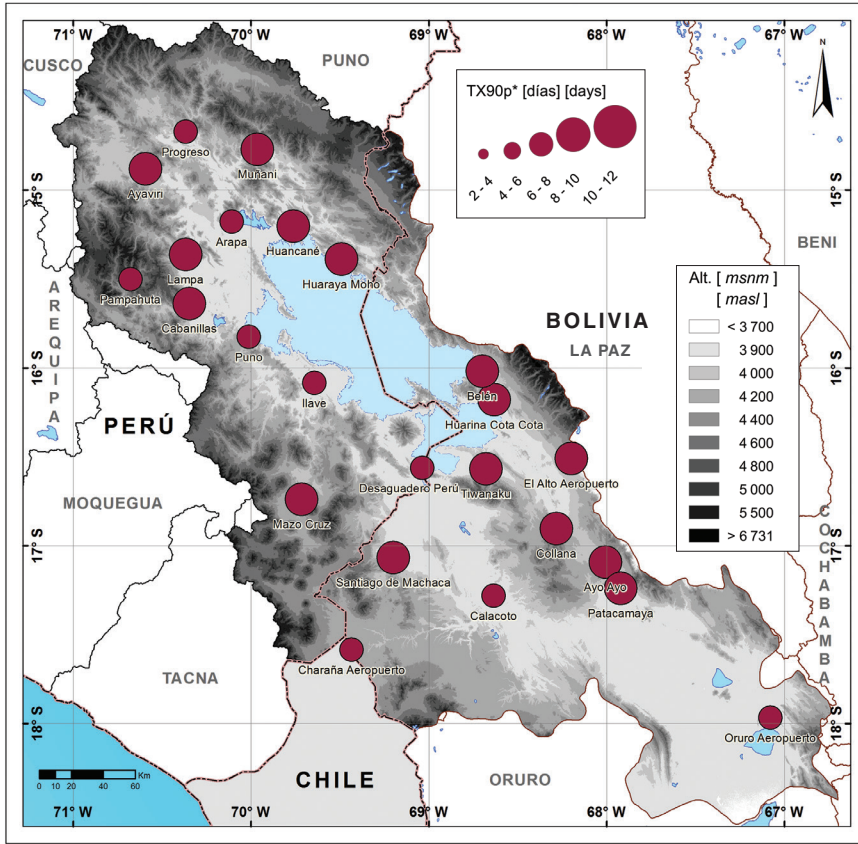 71° W
70° W
69° W
68° W
67° W
CUSCO
PUNO
N
TX90p* [días] [days]
2 - 4
4 - 6
6 - 8
8 - 10
10 - 12
Progreso
Muñani
Ayaviri
15° S
15° S
Arapa
Huancané
BENI
Lampa
Huaraya Moho
Pampahuta
Cabanillas
Alt. [ msnm ]
[ masl ]
< 3 700
3 900
4 000
4 200
4 400
4 600
4 800
5 000
5 500
> 6 731
AREQUIPA
Puno
BOLIVIA
LA PAZ
16° S
16° S
Ilave
Belén
Huarina Cota Cota
PERÚ
Desaguadero Perú
Tiwanaku
El Alto Aeropuerto
MOQUEGUA
Mazo Cruz
COCHABAMBA
17° S
17° S
Collana
Santiago de Machaca
Ayo Ayo
Patacamaya
Calacoto
Charaña Aeropuerto
TACNA
18° S
18° S
Oruro Aeropuerto
CHILE
ORURO
Km
0 10 20 40 60
71° W
70° W
69° W
68° W
67° W